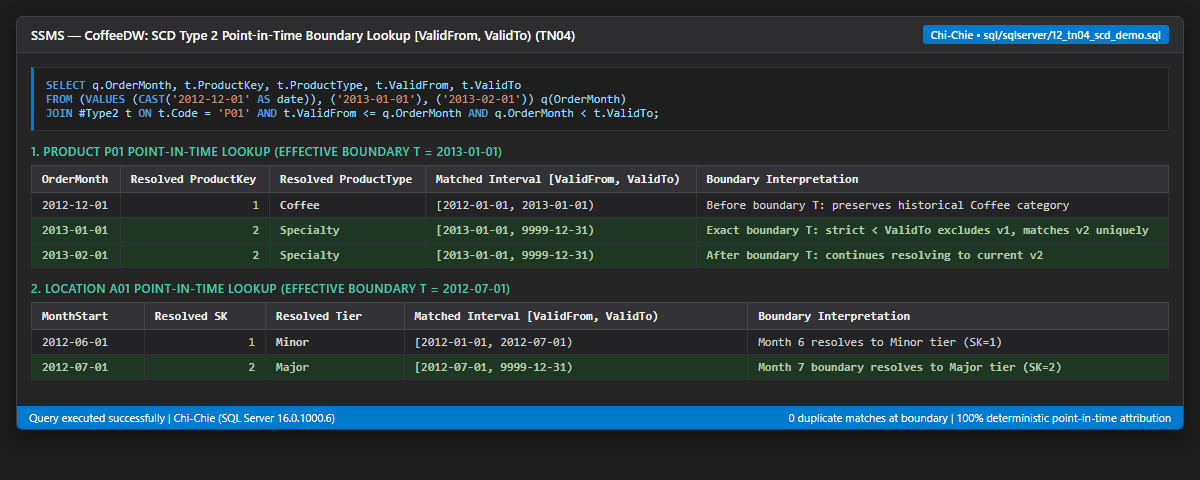 SSMS — CoffeeDW: SCD Type 2 Point-in-Time Boundary Lookup [ValidFrom, ValidTo) (TN04)
Chi-Chie • sql/sqlserver/12_tn04_scd_demo.sql
SELECT q.OrderMonth, t.ProductKey, t.ProductType, t.ValidFrom, t.ValidTo
FROM (VALUES (CAST('2012-12-01' AS date)), ('2013-01-01'), ('2013-02-01')) q(OrderMonth)
JOIN #Type2 t ON t.Code = 'P01' AND t.ValidFrom <= q.OrderMonth AND q.OrderMonth < t.ValidTo;
1. PRODUCT P01 POINT-IN-TIME LOOKUP (EFFECTIVE BOUNDARY T = 2013-01-01)
OrderMonth Resolved ProductKey Resolved ProductType Matched Interval [ValidFrom, ValidTo) Boundary Interpretation
2012-12-01 1 Coffee [2012-01-01, 2013-01-01) Before boundary T: preserves historical Coffee category
2013-01-01 2 Specialty [2013-01-01, 9999-12-31) Exact boundary T: strict < ValidTo excludes v1, matches v2 uniquely
2013-02-01 2 Specialty [2013-01-01, 9999-12-31) After boundary T: continues resolving to current v2
2. LOCATION A01 POINT-IN-TIME LOOKUP (EFFECTIVE BOUNDARY T = 2012-07-01)
MonthStart Resolved SK Resolved Tier Matched Interval [ValidFrom, ValidTo) Boundary Interpretation
2012-06-01 1 Minor [2012-01-01, 2012-07-01) Month 6 resolves to Minor tier (SK=1)
2012-07-01 2 Major [2012-07-01, 9999-12-31) Month 7 boundary resolves to Major tier (SK=2)
Query executed successfully | Chi-Chie (SQL Server 16.0.1000.6)
0 duplicate matches at boundary | 100% deterministic point-in-time attribution